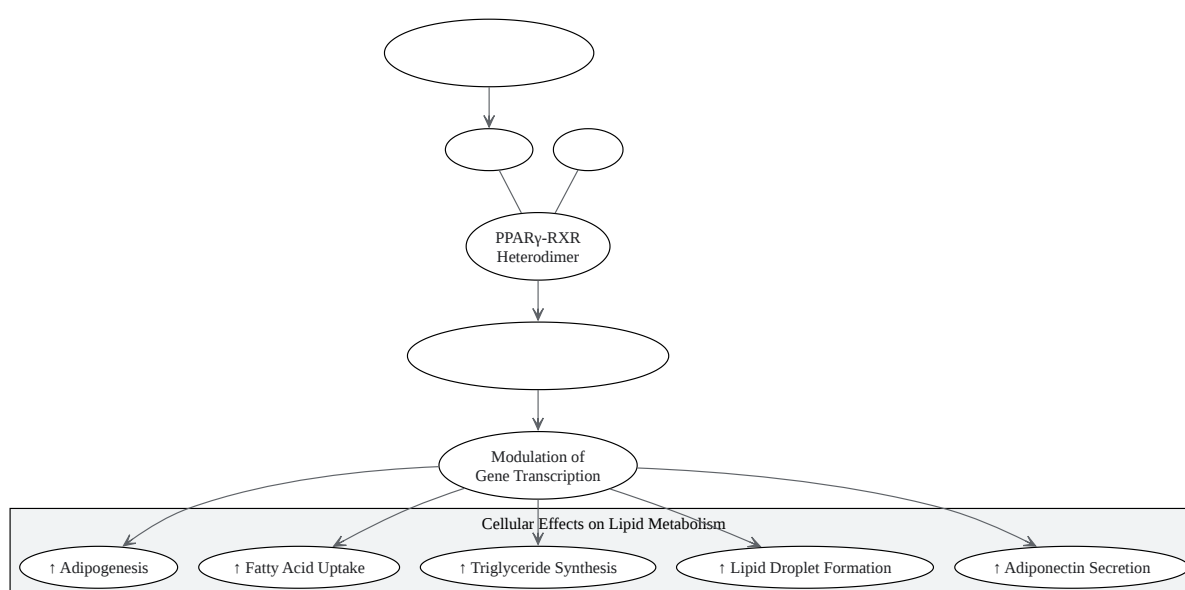 PPARγ-RXR
Heterodimer
Modulation of
Gene Transcription
Cellular Effects on Lipid Metabolism
↑ Adipogenesis
↑ Fatty Acid Uptake
↑ Triglyceride Synthesis
↑ Lipid Droplet Formation
↑ Adiponectin Secretion